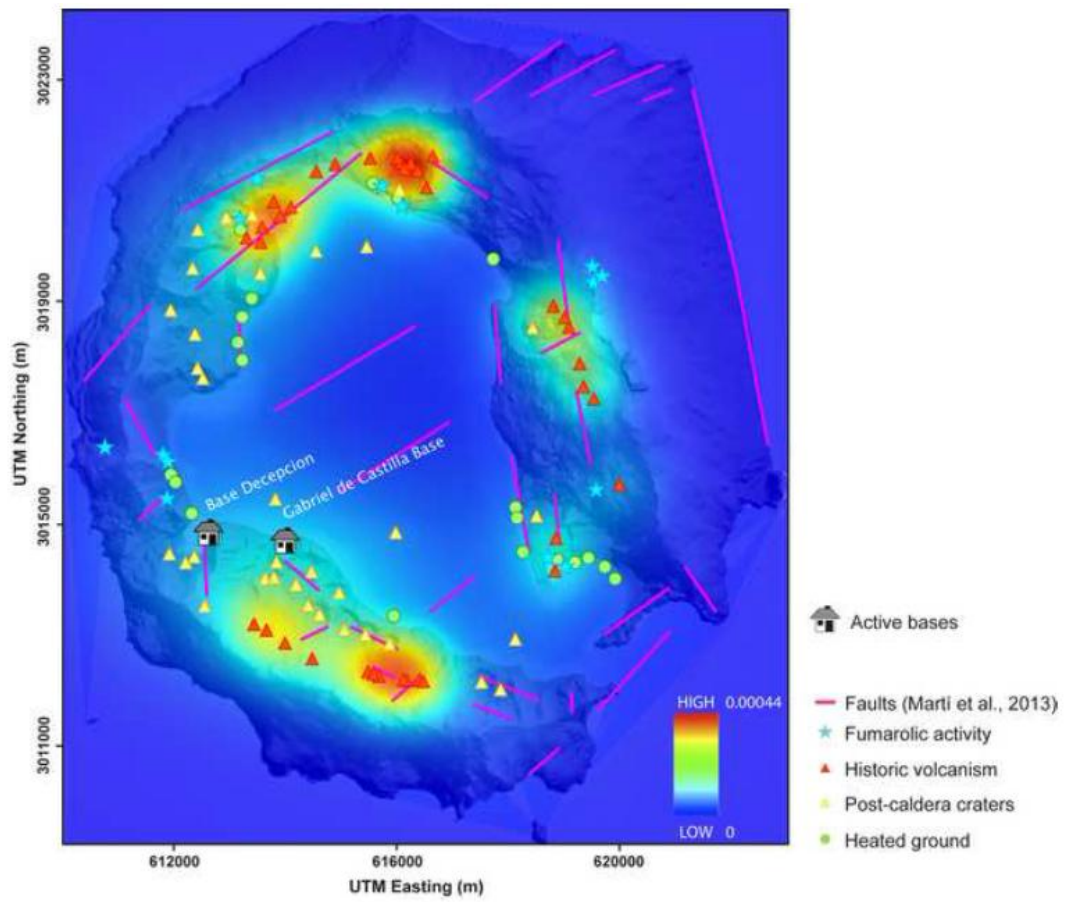 3023000
3019000
3015000
3011000
UTM Northing (m)
Base Decepcion
Gabriel de Castilla Base
HIGH 0.00044
LOW 0
612000
616000
620000
UTM Easting (m)
Active bases
Faults (Martí et al., 2013)
Fumarolic activity
Historic volcanism
Post-caldera craters
Heated ground